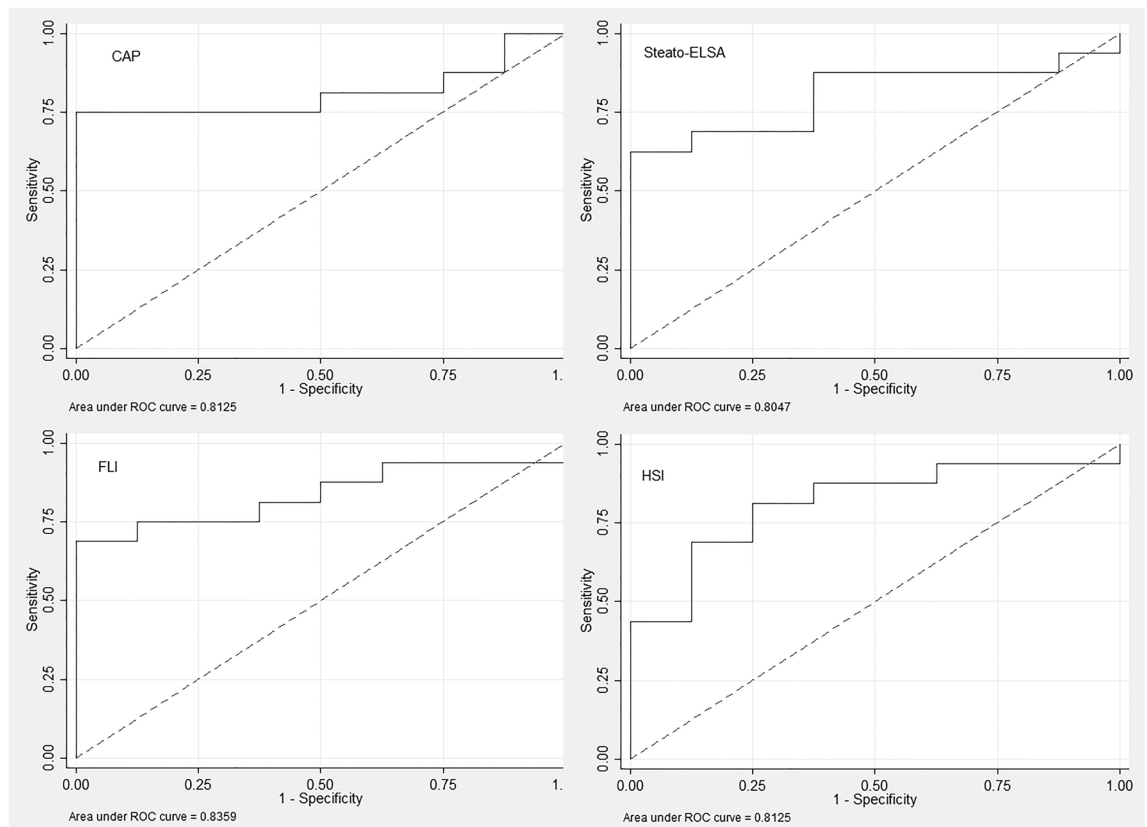 CAP
Sensitivity
1.00
0.75
0.50
0.25
0.00
0.00 0.25 0.50 0.75 1.
1 - Specificity
Area under ROC curve = 0.8125
Steato-ELSA
Sensitivity
1.00
0.75
0.50
0.25
0.00
0.00 0.25 0.50 0.75 1.00
1 - Specificity
Area under ROC curve = 0.8047
FLI
Sensitivity
1.00
0.75
0.50
0.25
0.00
0.00 0.25 0.50 0.75 1.
1 - Specificity
Area under ROC curve = 0.8359
HSI
Sensitivity
1.00
0.75
0.50
0.25
0.00
0.00 0.25 0.50 0.75 1.00
1 - Specificity
Area under ROC curve = 0.8125